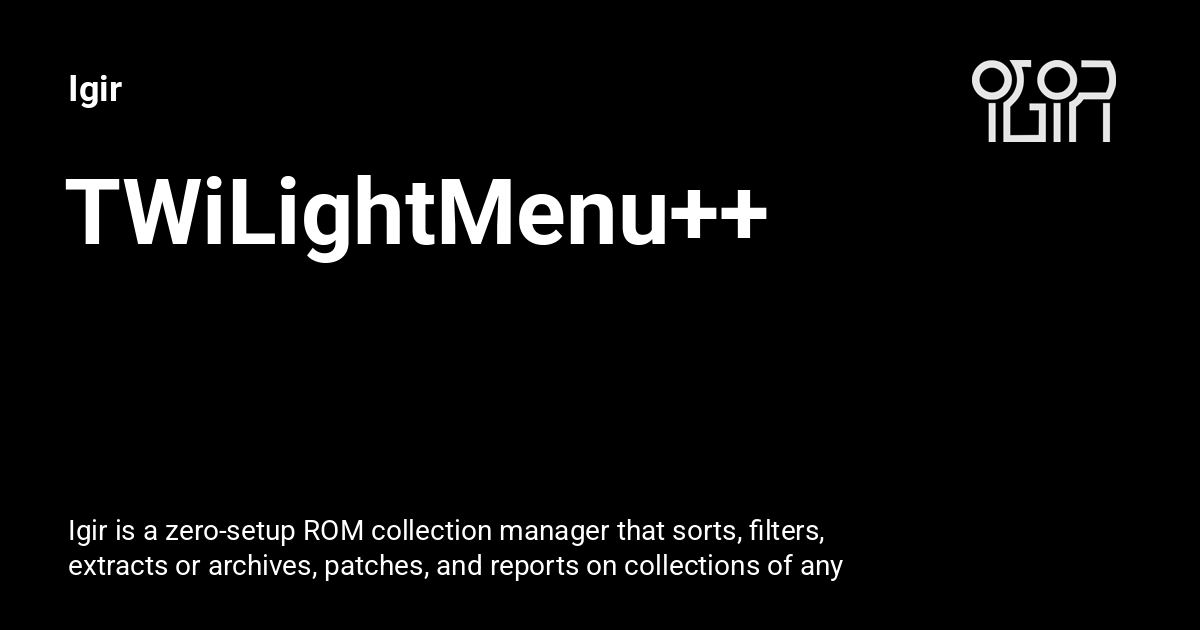 Igir
IGIR
TWiLightMenu++
Igir is a zero-setup ROM collection manager that sorts, filters,
extracts or archives, patches, and reports on collections of any